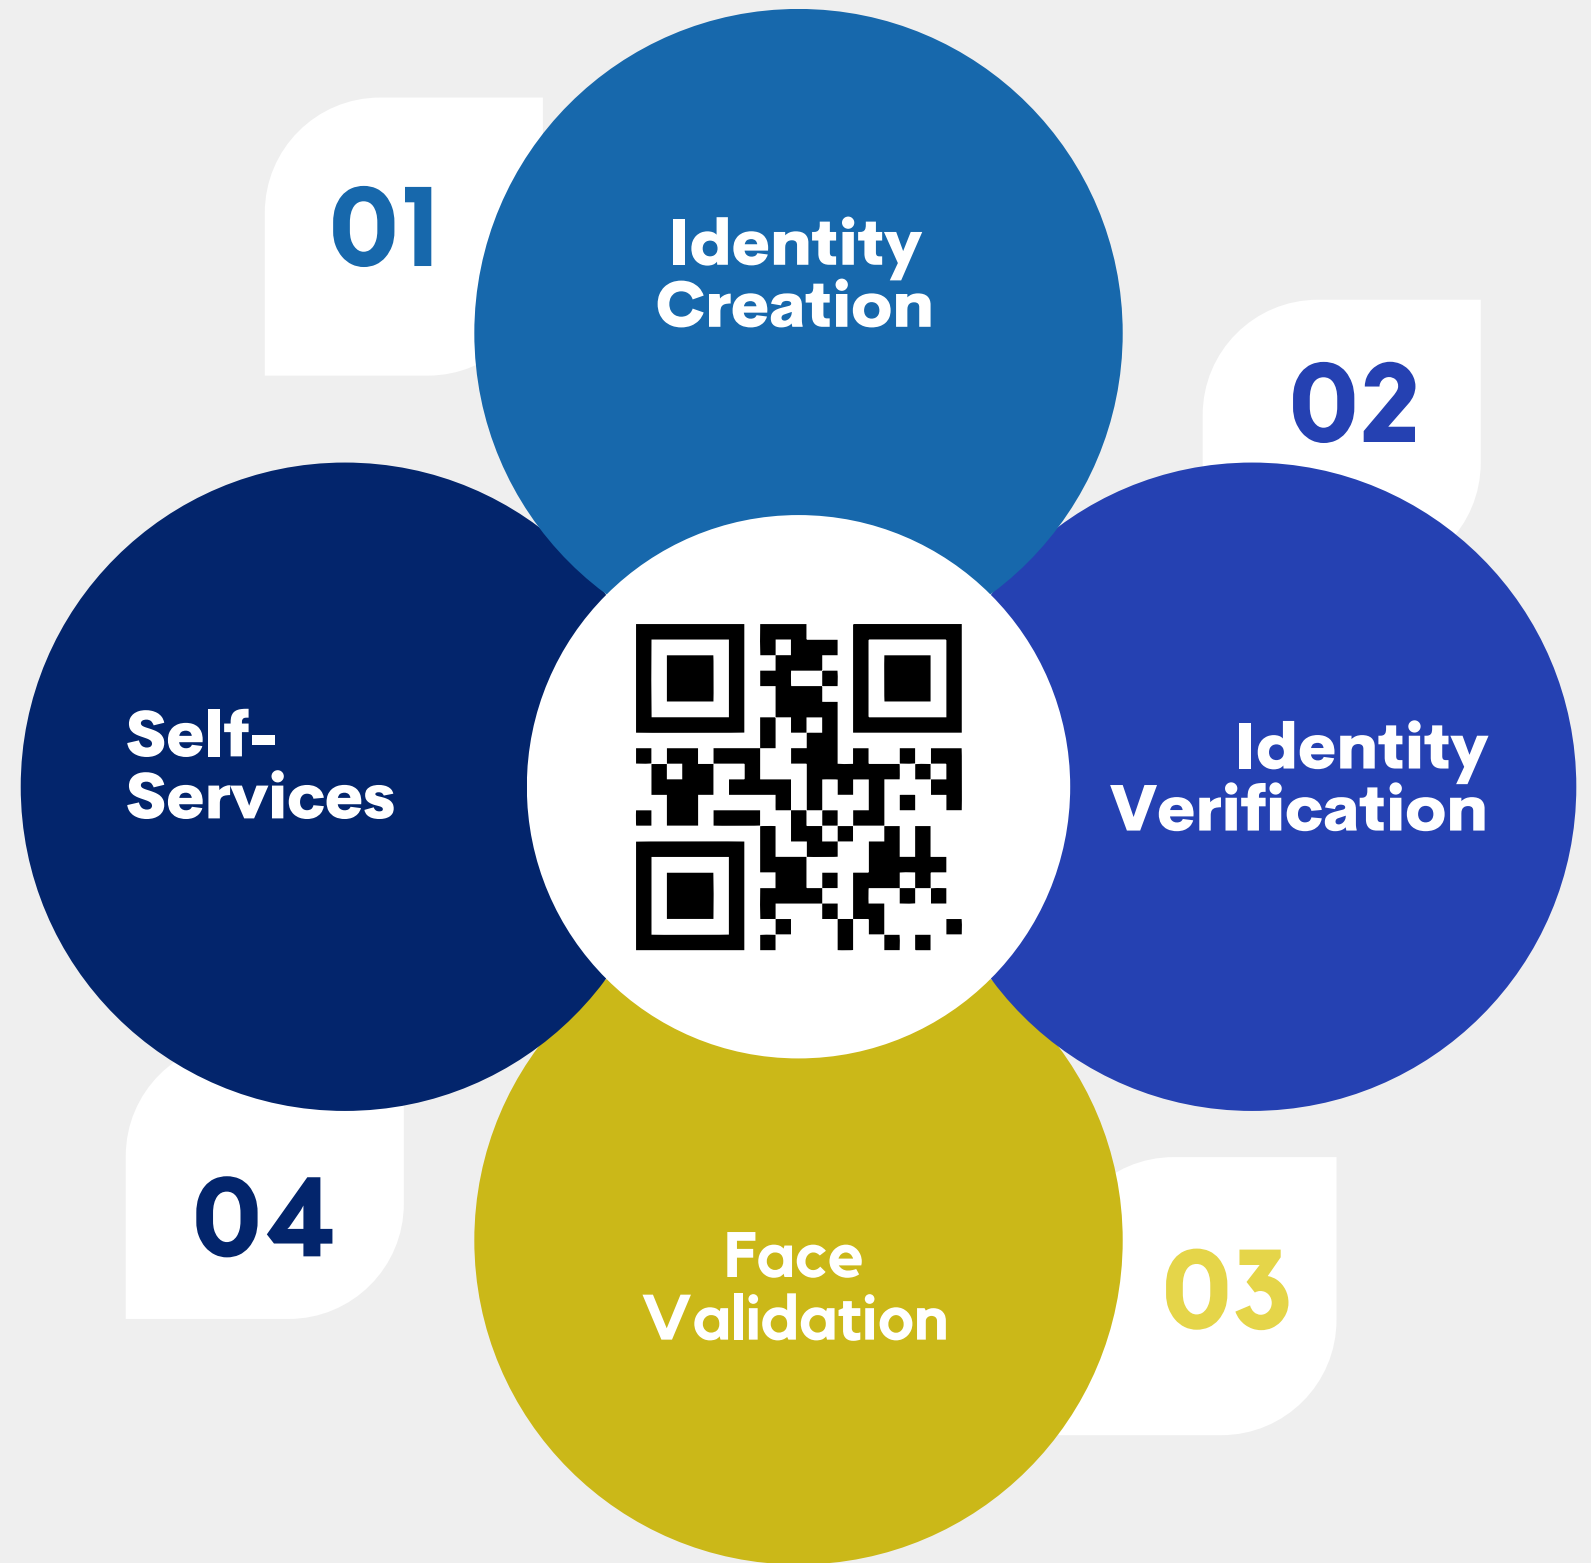 01
Identity
Creation
02
Identity
Verification
03
Face
Validation
04
Self-
Services